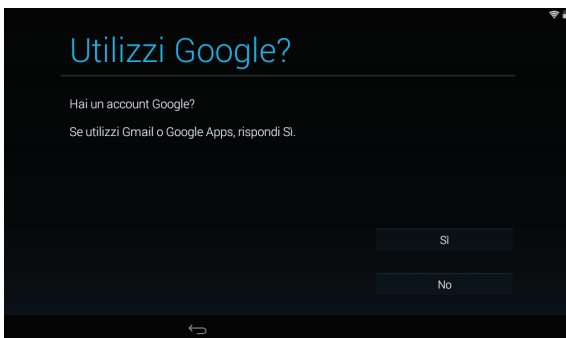 Utilizzi Google?
Hai un account Google?
Se utilizzi Gmail o Google Apps, rispondi Sì.
Sì
No